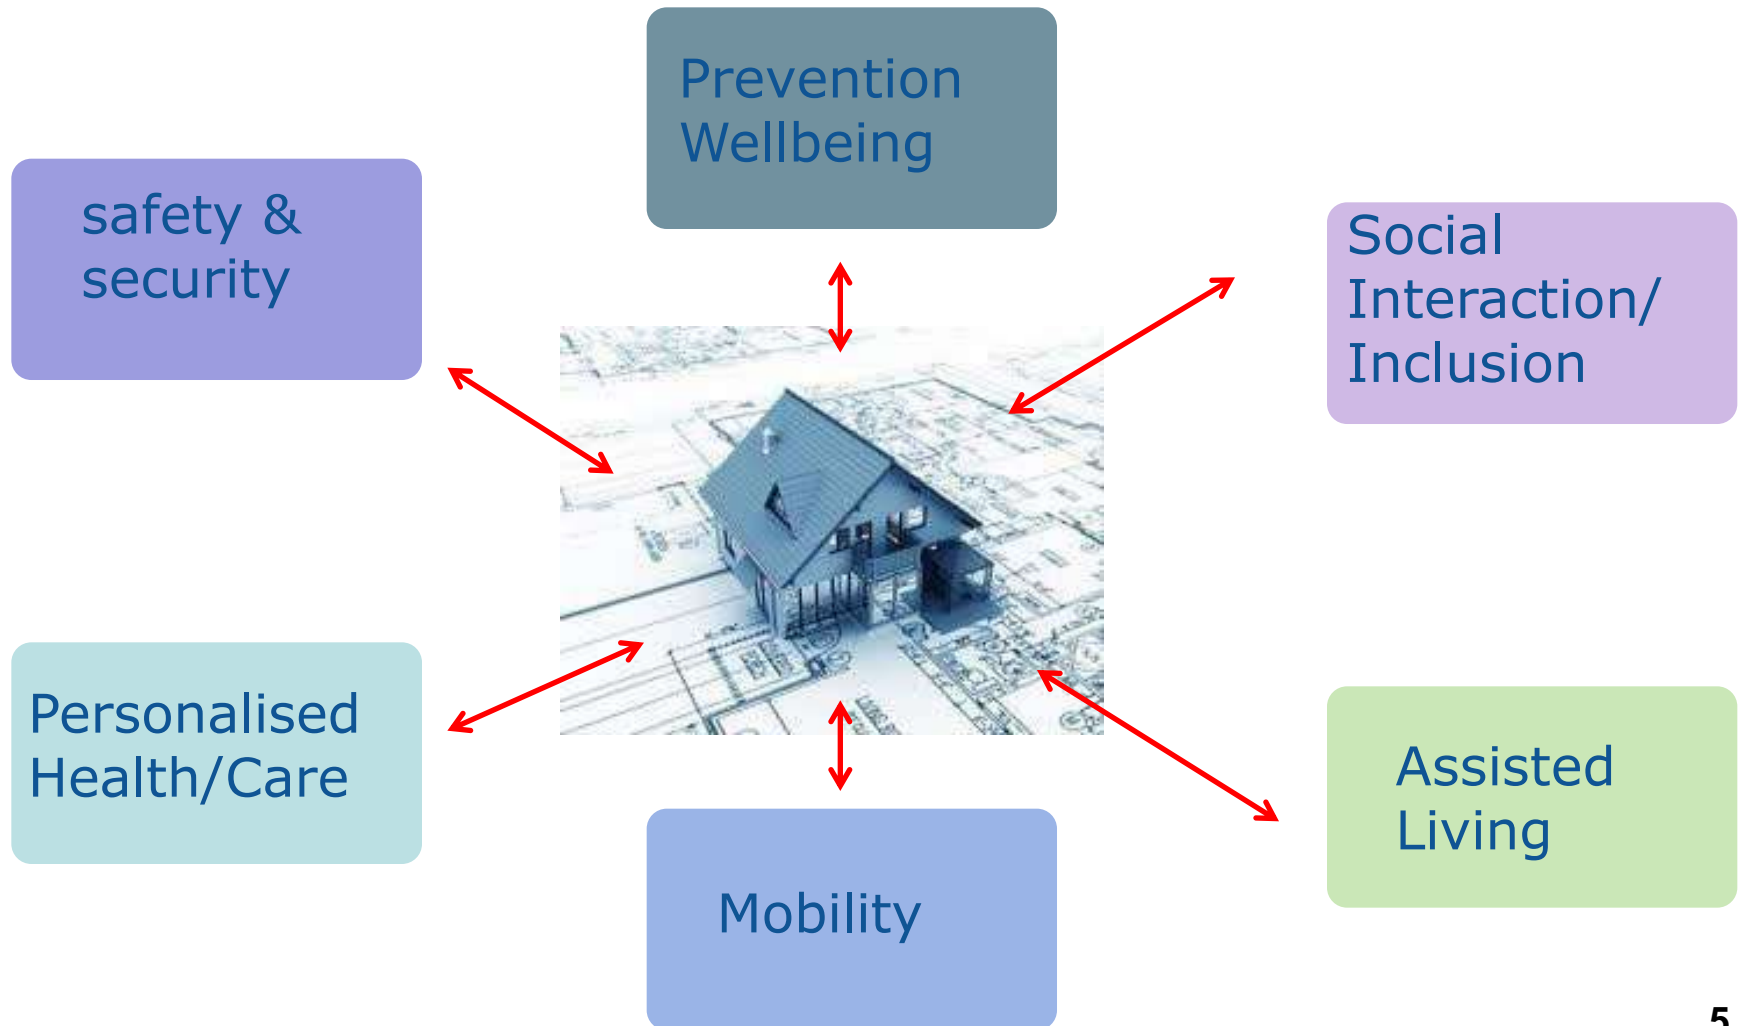 Prevention
Wellbeing
safety &
security
Social
Interaction/
Inclusion
Personalised
Health/Care
Assisted
Living
Mobility
5